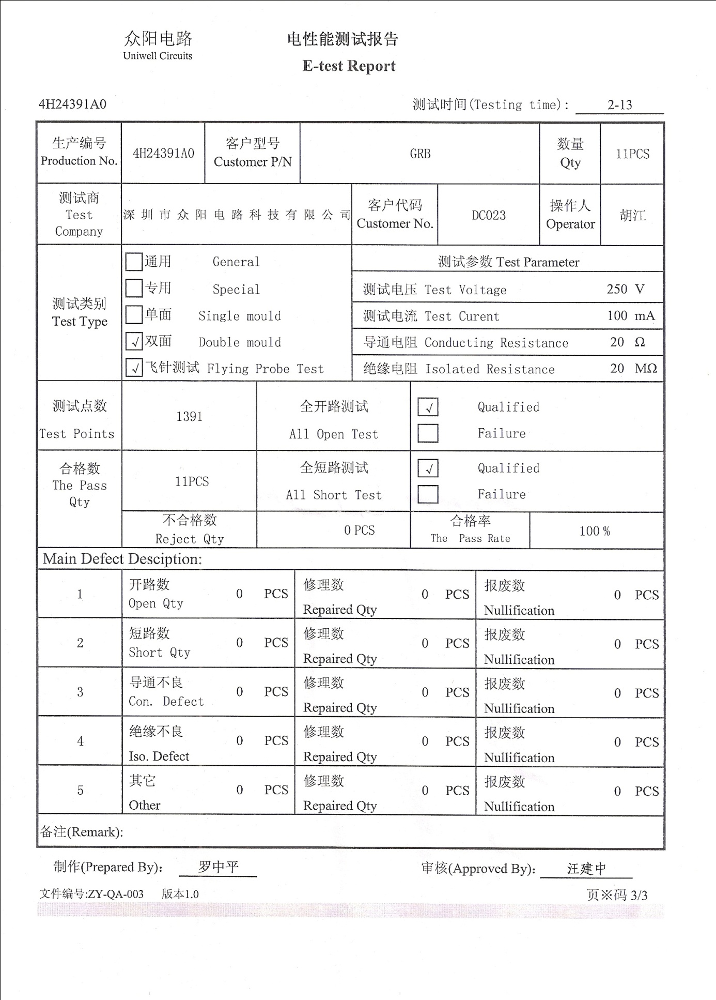 众阳电路
Uniwell Circuits
电性能测试报告
E-test Report
4H24391A0
测试时间(Testing time): 2-13
生产编号
Production No.
4H24391A0
客户型号
Customer P/N
GRB
数量
Qty
11PCS
测试商
Test
Company
深圳市众阳电路科技有限公司
客户代码
Customer No.
DC023
操作人
Operator
胡江
测试类别
Test Type
通用 General
专用 Special
单面 Single mould
√ 双面 Double mould
√ 飞针测试 Flying Probe Test
测试参数 Test Parameter
测试电压 Test Voltage 250 V
测试电流 Test Curent 100 mA
导通电阻 Conducting Resistance 20 Ω
绝缘电阻 Isolated Resistance 20 MΩ
测试点数
Test Points
1391
全开路测试
All Open Test
√ Qualified
Failure
合格数
The Pass
Qty
11PCS
全短路测试
All Short Test
√ Qualified
Failure
不合格数
Reject Qty
0 PCS
合格率
The Pass Rate
100 %
Main Defect Desciption:
1
开路数
Open Qty
0 PCS
修理数
Repaired Qty
0 PCS
报废数
Nullification
0 PCS
2
短路数
Short Qty
0 PCS
修理数
Repaired Qty
0 PCS
报废数
Nullification
0 PCS
3
导通不良
Con. Defect
0 PCS
修理数
Repaired Qty
0 PCS
报废数
Nullification
0 PCS
4
绝缘不良
Iso. Defect
0 PCS
修理数
Repaired Qty
0 PCS
报废数
Nullification
0 PCS
5
其它
Other
0 PCS
修理数
Repaired Qty
0 PCS
报废数
Nullification
0 PCS
备注(Remark):
制作(Prepared By): 罗中平
审核(Approved By): 汪建中
文件编号:ZY-QA-003 版本1.0
页※码 3/3